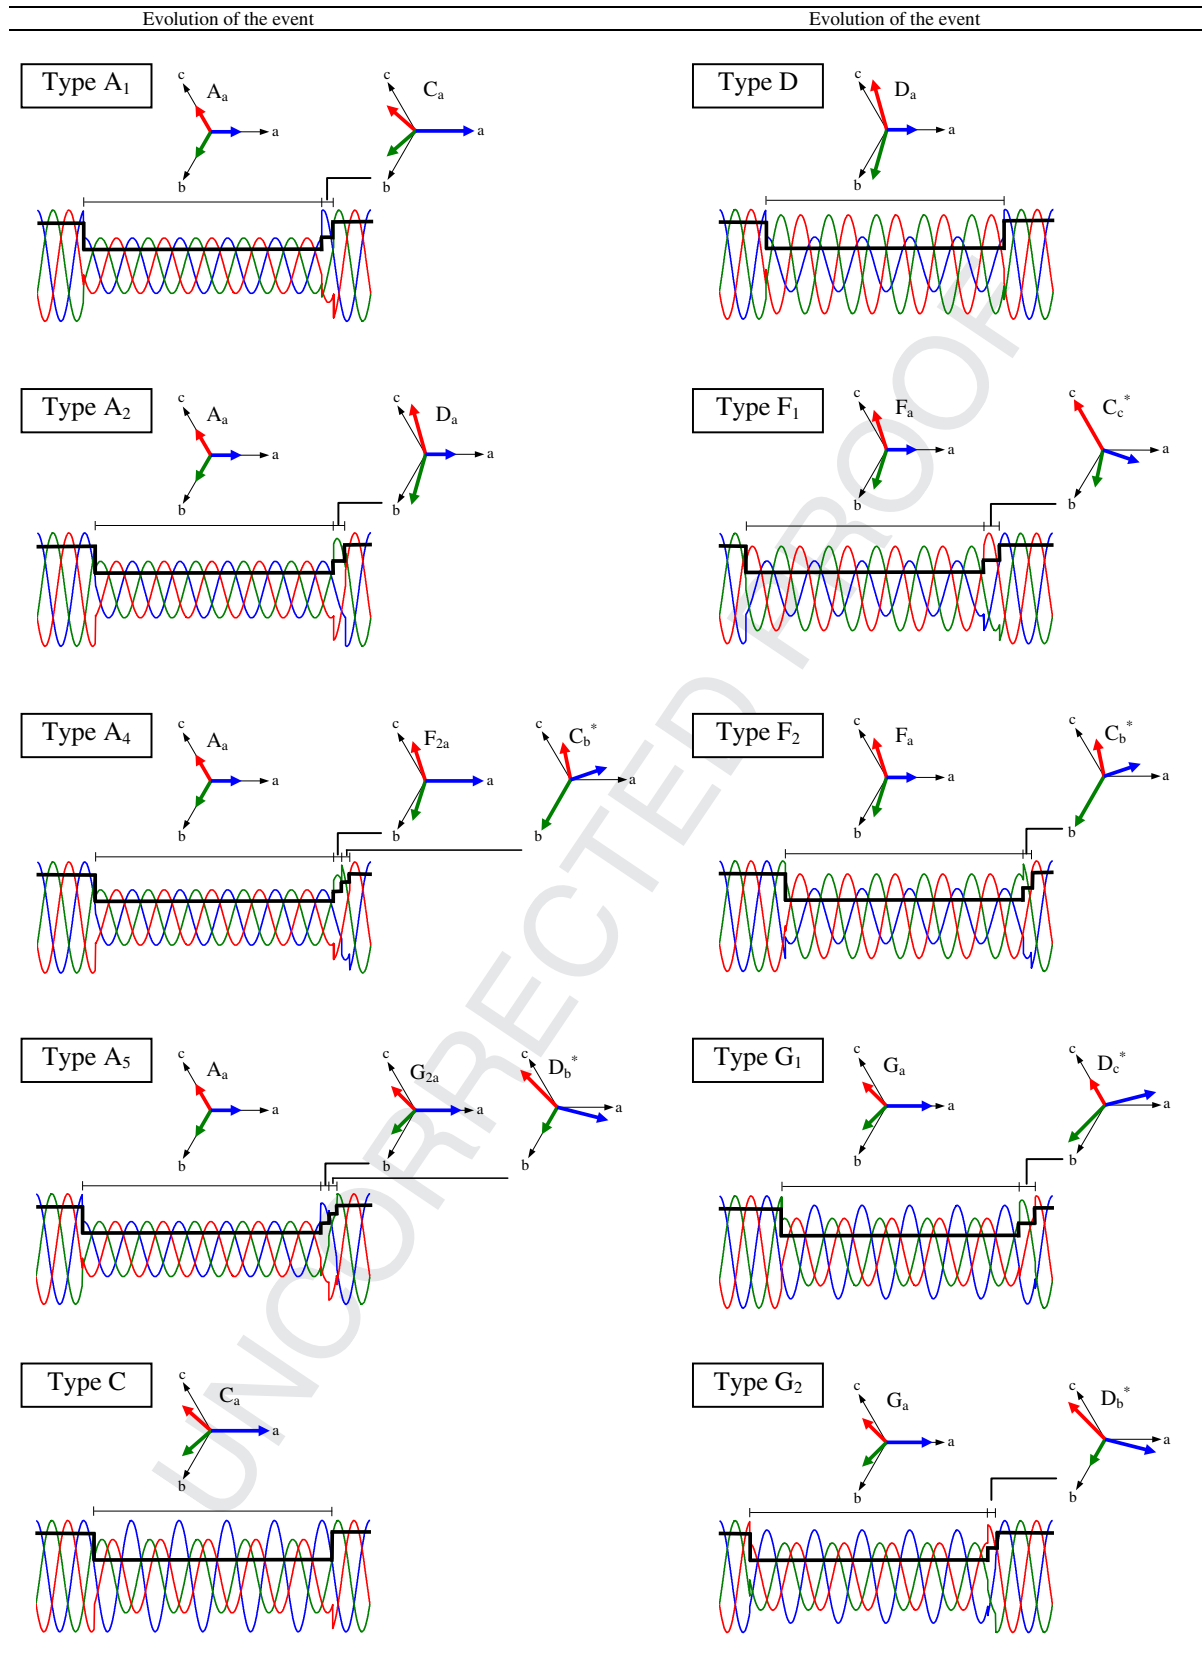 Evolution of the event
Evolution of the event
Type A1
c
Aa
a
b
c
Ca
a
b
Type D
c
Da
a
b
Type A2
c
Aa
a
b
c
Da
a
b
Type F1
c
Fa
a
b
c
Cc*
a
b
Type A4
c
Aa
a
b
c
F2a
a
b
c
Cb*
a
b
Type F2
c
Fa
a
b
c
Cb*
a
b
Type A5
c
Aa
a
b
c
G2a
a
b
c
Db*
a
b
Type G1
c
Ga
a
b
c
Dc*
a
b
Type C
c
Ca
a
b
Type G2
c
Ga
a
b
c
Db*
a
b
UNCORRECTED PROOF